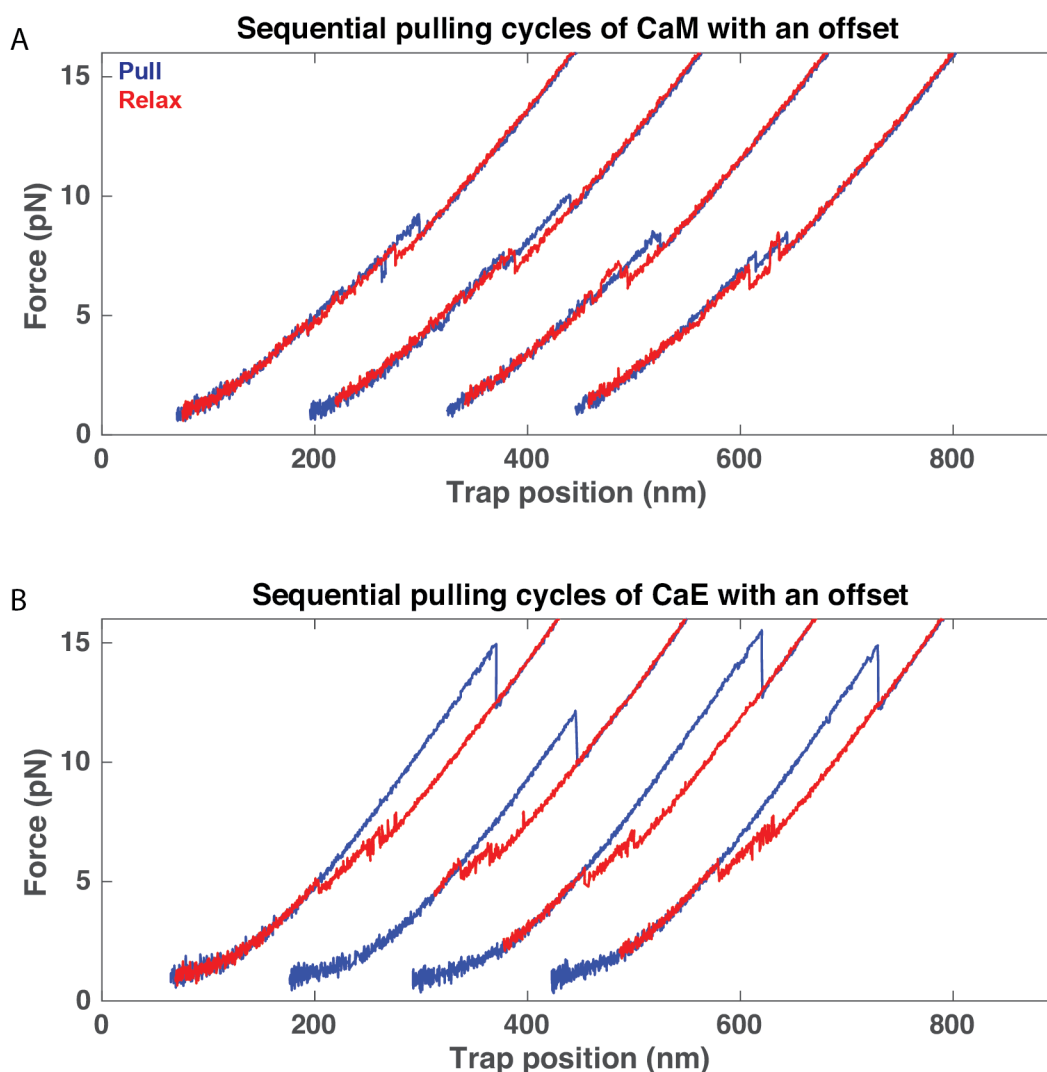 A
Sequential pulling cycles of CaM with an offset
Pull
Relax
15
10
5
0
Force (pN)
0 200 400 600 800
Trap position (nm)
B
Sequential pulling cycles of CaE with an offset
15
10
5
0
Force (pN)
0 200 400 600 800
Trap position (nm)